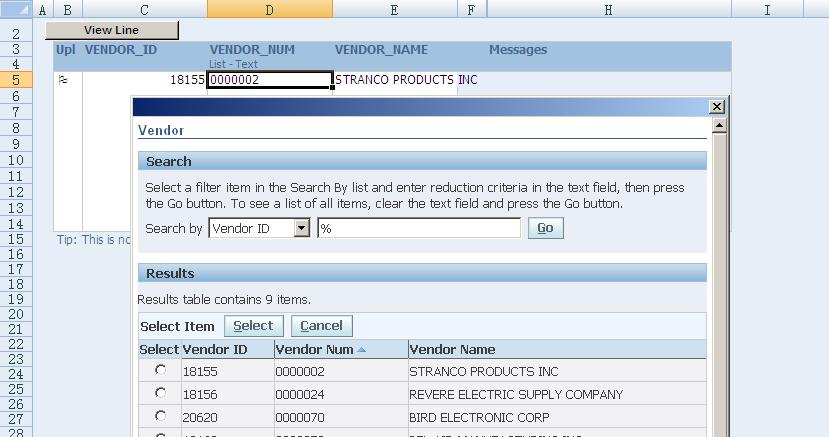 A B C D E F H I
2 View Line
3 Upl VENDOR_ID VENDOR_NUM VENDOR_NAME Messages
4 List - Text
5 18155 0000002 STRANCO PRODUCTS INC
6
7
8 Vendor
9
10 Search
11
12 Select a filter item in the Search By list and enter reduction criteria in the text field, then press
13 the Go button. To see a list of all items, clear the text field and press the Go button.
14 Search by Vendor ID % Go
15 Tip: This is no
16
17 Results
18
19 Results table contains 9 items.
20
21 Select Item Select Cancel
22 Select Vendor ID Vendor Num Vendor Name
23
24 18155 0000002 STRANCO PRODUCTS INC
25 18156 0000024 REVERE ELECTRIC SUPPLY COMPANY
26
27 20620 0000070 BIRD ELECTRONIC CORP
28